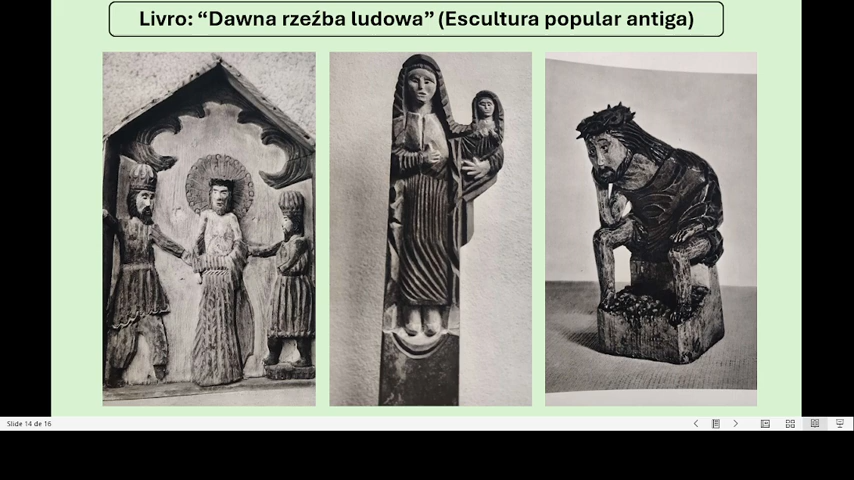 Livro: “Dawna rzeźba ludowa” (Escultura popular antiga)
Slide 14 de 16